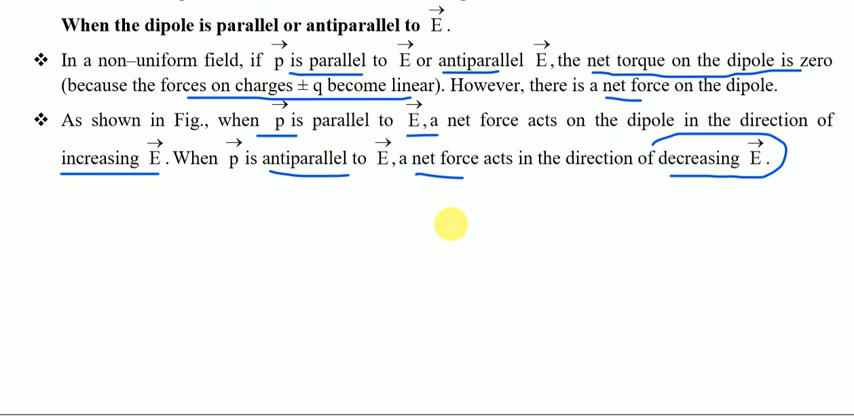 When the dipole is parallel or antiparallel to E⃗.
❖ In a non–uniform field, if p⃗ is parallel to E⃗ or antiparallel E⃗, the net torque on the dipole is zero
(because the forces on charges ± q become linear). However, there is a net force on the dipole.
❖ As shown in Fig., when p⃗ is parallel to E⃗, a net force acts on the dipole in the direction of
increasing E⃗. When p⃗ is antiparallel to E⃗, a net force acts in the direction of decreasing E⃗.